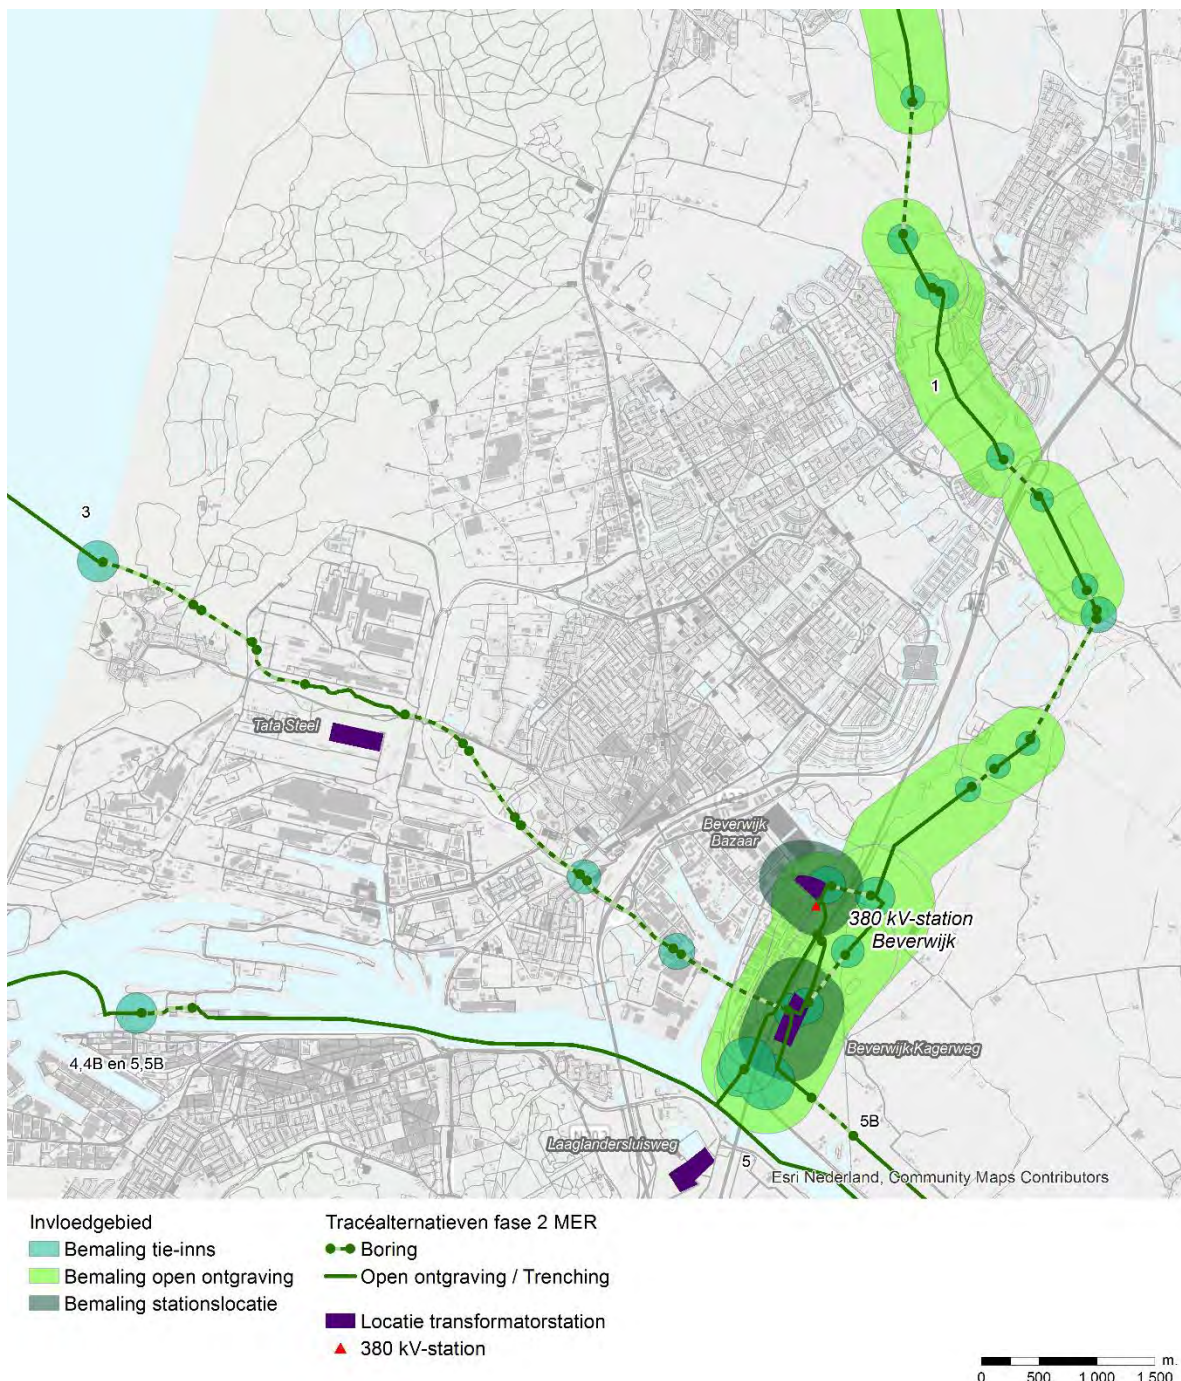 1
3
Tata Steel
Beverwijk
Bazaar
380 kV-station
Beverwijk
Beverwijk-Kagerweg
4,4B en 5,5B
5B
Laaglandersluisweg
5
Esri Nederland, Community Maps Contributors
Invloedgebied
Bemaling tie-inns
Bemaling open ontgraving
Bemaling stationslocatie
Tracéalternatieven fase 2 MER
Boring
Open ontgraving / Trenching
Locatie transformatorstation
380 kV-station
m.
0 500 1.000 1.500